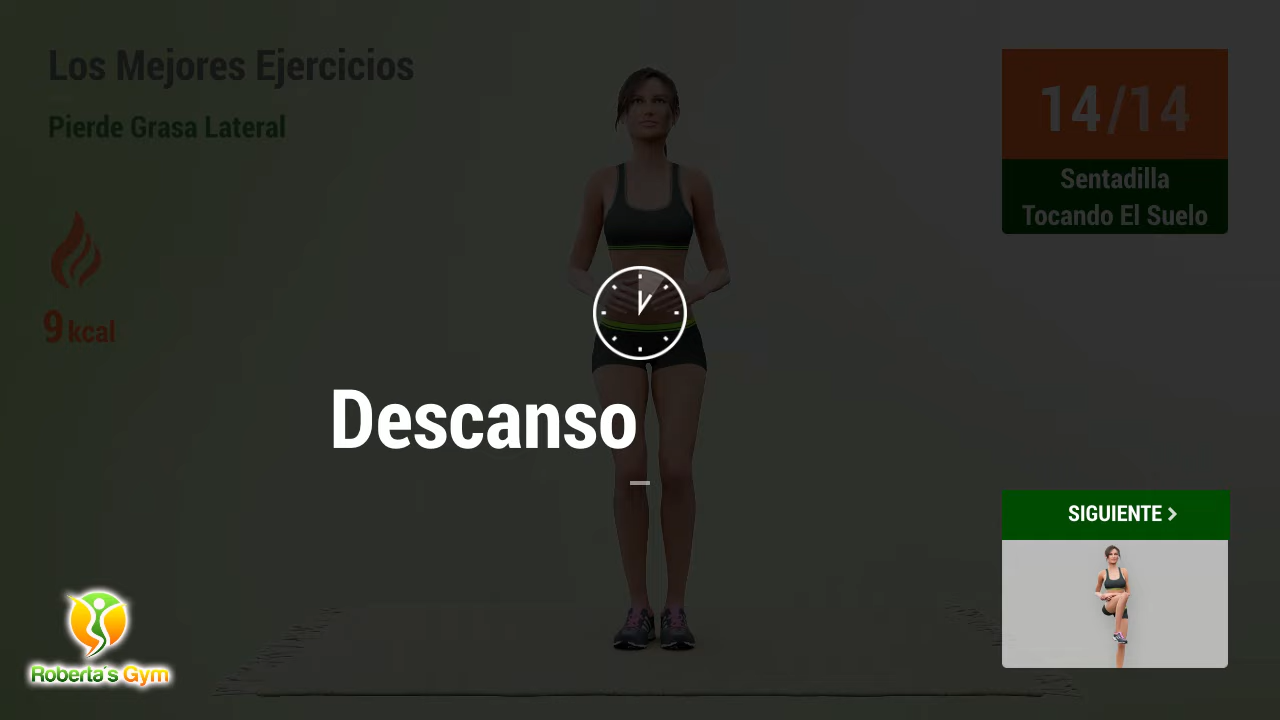 Los Mejores Ejercicios
Pierde Grasa Lateral
9 kcal
14/14
Sentadilla
Tocando El Suelo
Descanso
SIGUIENTE >
Roberta's Gym